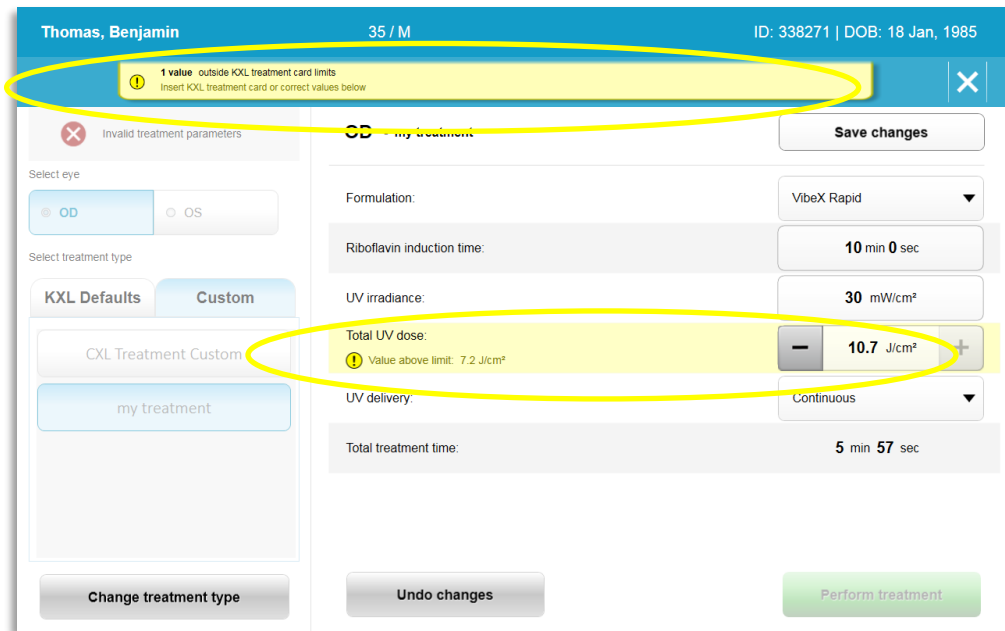 Thomas, Benjamin 35 / M ID: 338271 | DOB: 18 Jan, 1985
1 value outside KXL treatment card limits
Insert KXL treatment card or correct values below
Invalid treatment parameters
OD - my treatment
Save changes
Select eye
OD OS
Select treatment type
KXL Defaults Custom
CXL Treatment Custom
my treatment
Change treatment type
Formulation: VibeX Rapid
Riboflavin induction time: 10 min 0 sec
UV irradiance: 30 mW/cm²
Total UV dose: 10.7 J/cm²
Value above limit: 7.2 J/cm²
UV delivery: Continuous
Total treatment time: 5 min 57 sec
Undo changes
Perform treatment